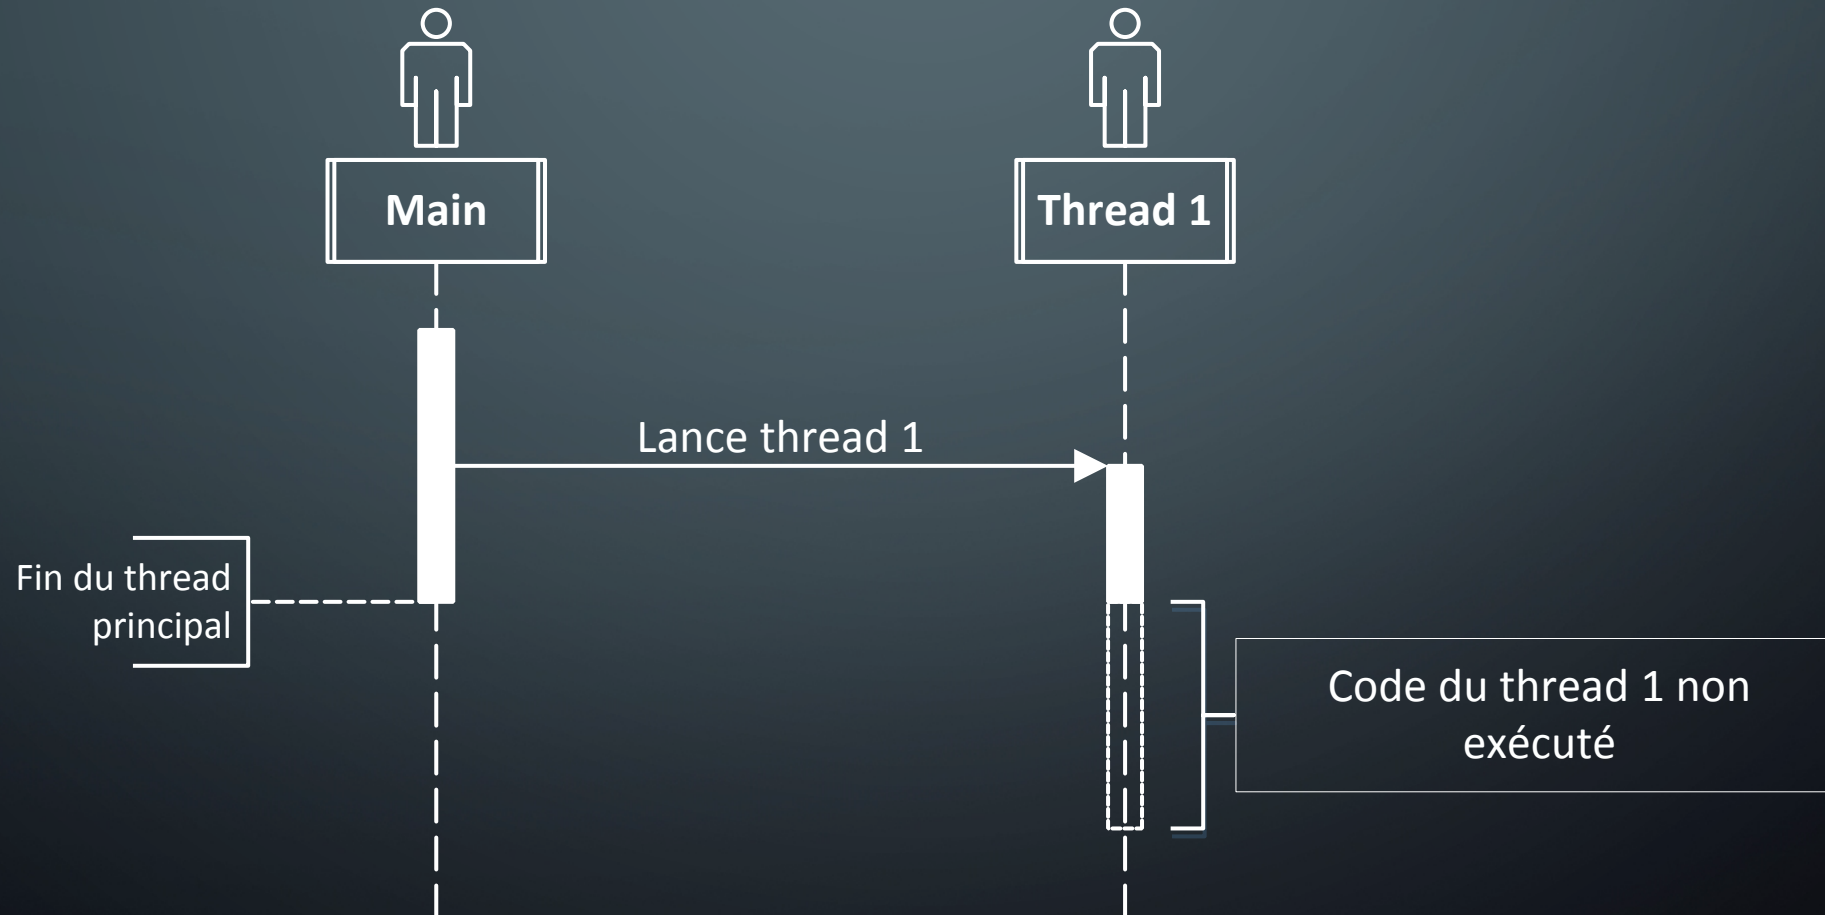 Main
Thread 1
Lance thread 1
Fin du thread
principal
Code du thread 1 non
exécuté